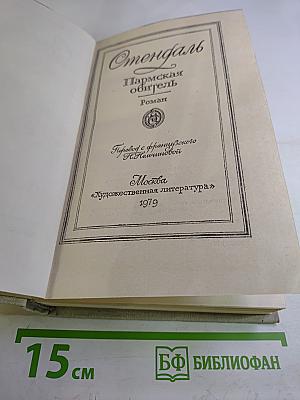 Стендаль
Пармская
обитель
Роман
Перевод с французского
Н.Немчиновой
Москва
«Художественная литература»
1979
15 см
БФ БИБЛИОФАН